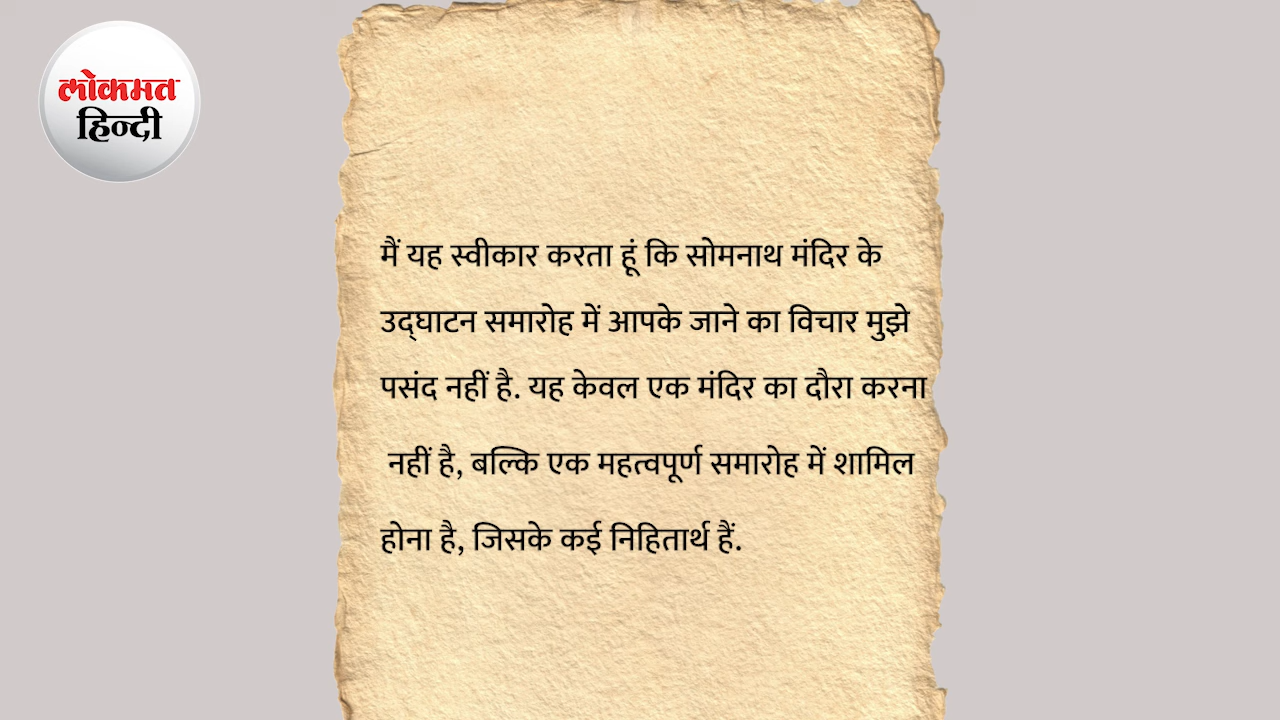 लोकमत
हिन्दी
मैं यह स्वीकार करता हूं कि सोमनाथ मंदिर के
उद्घाटन समारोह में आपके जाने का विचार मुझे
पसंद नहीं है. यह केवल एक मंदिर का दौरा करना
नहीं है, बल्कि एक महत्वपूर्ण समारोह में शामिल
होना है, जिसके कई निहितार्थ हैं.